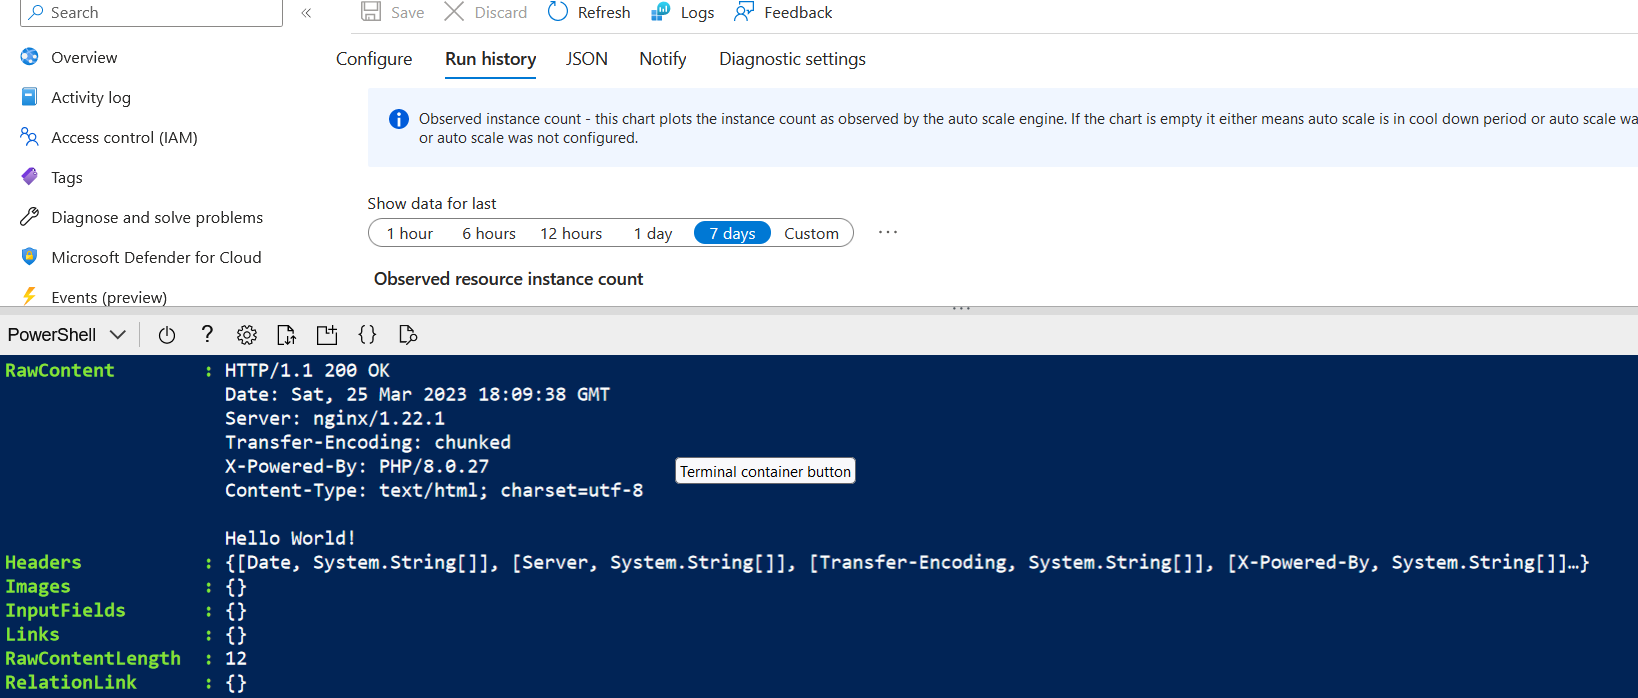 Search
«
Save
Discard
Refresh
Logs
Feedback
Overview
Activity log
Access control (IAM)
Tags
Diagnose and solve problems
Microsoft Defender for Cloud
Events (preview)
Configure
Run history
JSON
Notify
Diagnostic settings
Observed instance count - this chart plots the instance count as observed by the auto scale engine. If the chart is empty it either means auto scale is in cool down period or auto scale wa
or auto scale was not configured.
Show data for last
1 hour 6 hours 12 hours 1 day 7 days Custom ...
Observed resource instance count
...
PowerShell ? {}
RawContent : HTTP/1.1 200 OK
Date: Sat, 25 Mar 2023 18:09:38 GMT
Server: nginx/1.22.1
Transfer-Encoding: chunked
X-Powered-By: PHP/8.0.27
Terminal container button
Content-Type: text/html; charset=utf-8
Hello World!
Headers : {[Date, System.String[]], [Server, System.String[]], [Transfer-Encoding, System.String[]], [X-Powered-By, System.String[]]…}
Images : {}
InputFields : {}
Links : {}
RawContentLength : 12
RelationLink : {}